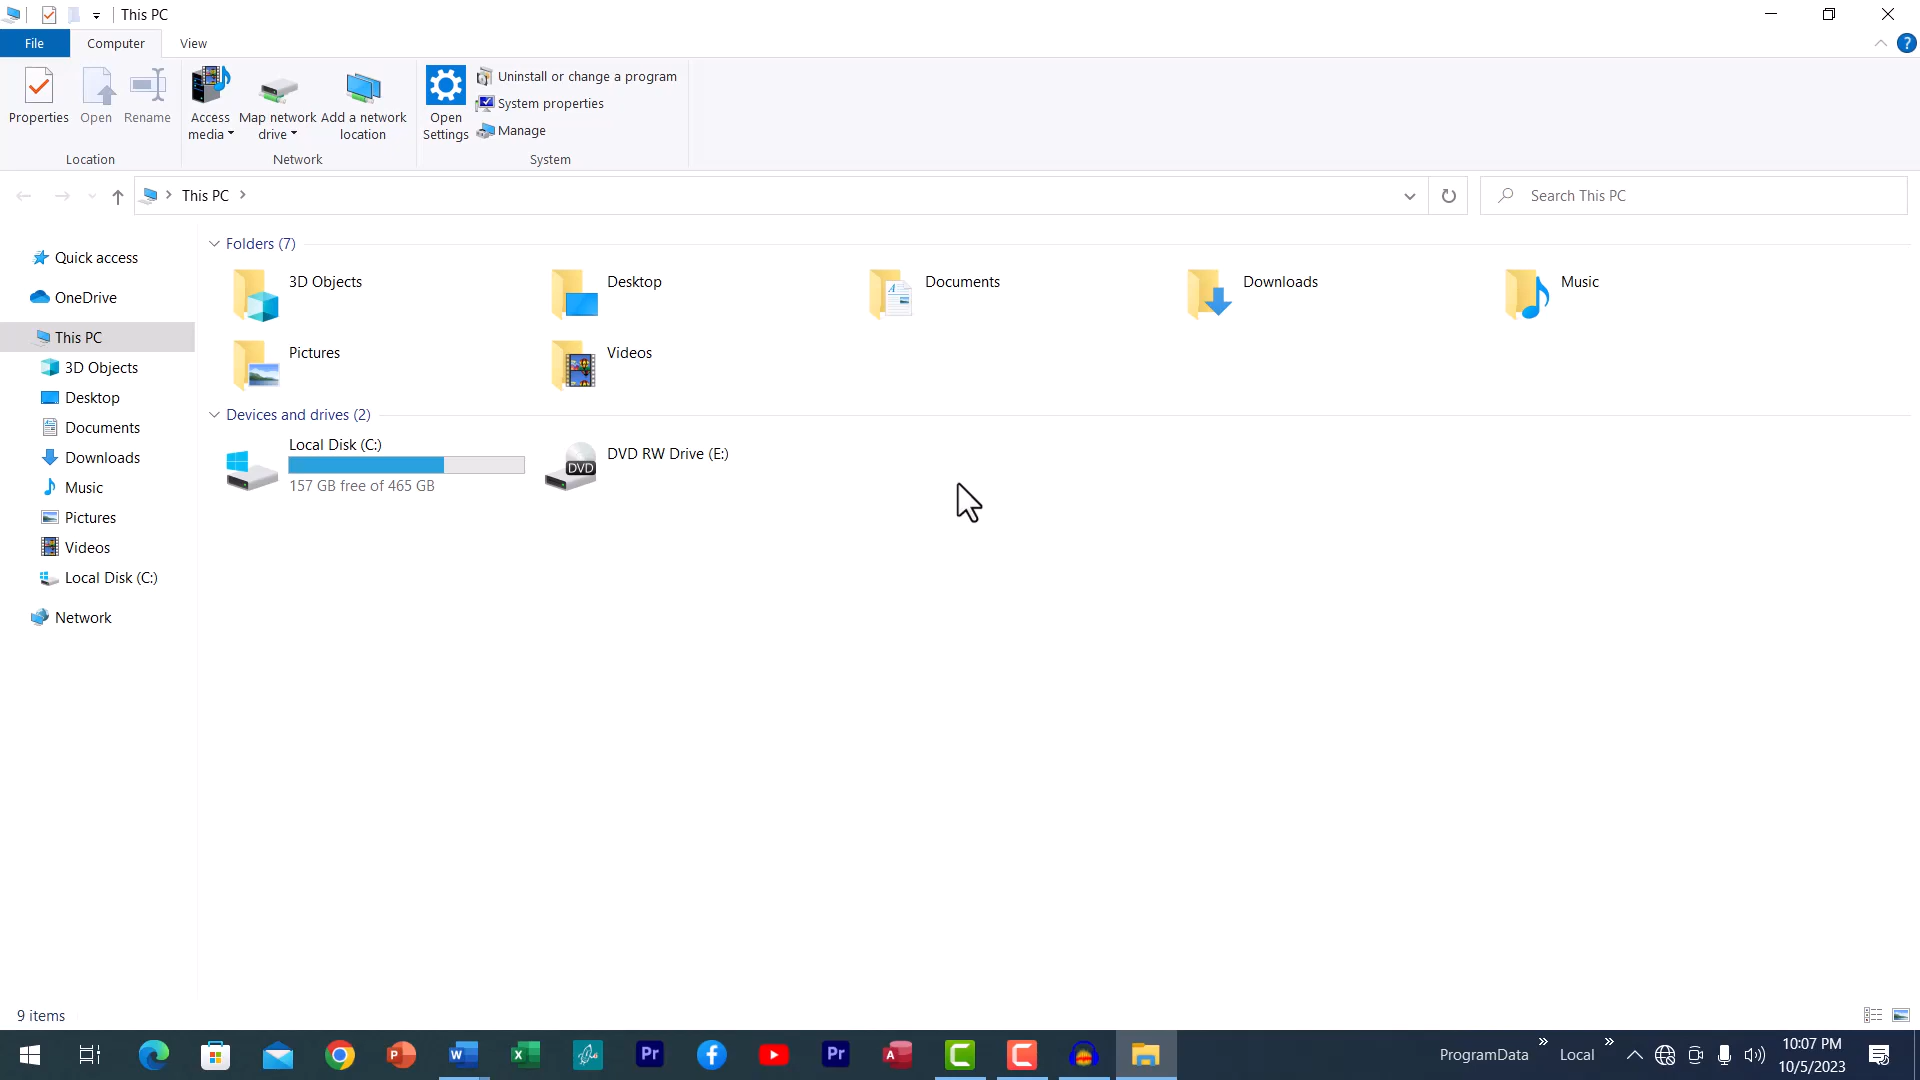 This PC
File
Computer
View
Properties
Open
Rename
Access media
Map network drive
Add a network location
Open Settings
Uninstall or change a program
System properties
Manage
Location
Network
System
This PC
Search This PC
Quick access
OneDrive
This PC
3D Objects
Desktop
Documents
Downloads
Music
Pictures
Videos
Local Disk (C:)
Network
Folders (7)
3D Objects
Desktop
Documents
Downloads
Music
Pictures
Videos
Devices and drives (2)
Local Disk (C:)
157 GB free of 465 GB
DVD
DVD RW Drive (E:)
9 items
P
W
X
Pr
Pr
A
ProgramData
Local
10:07 PM
10/5/2023